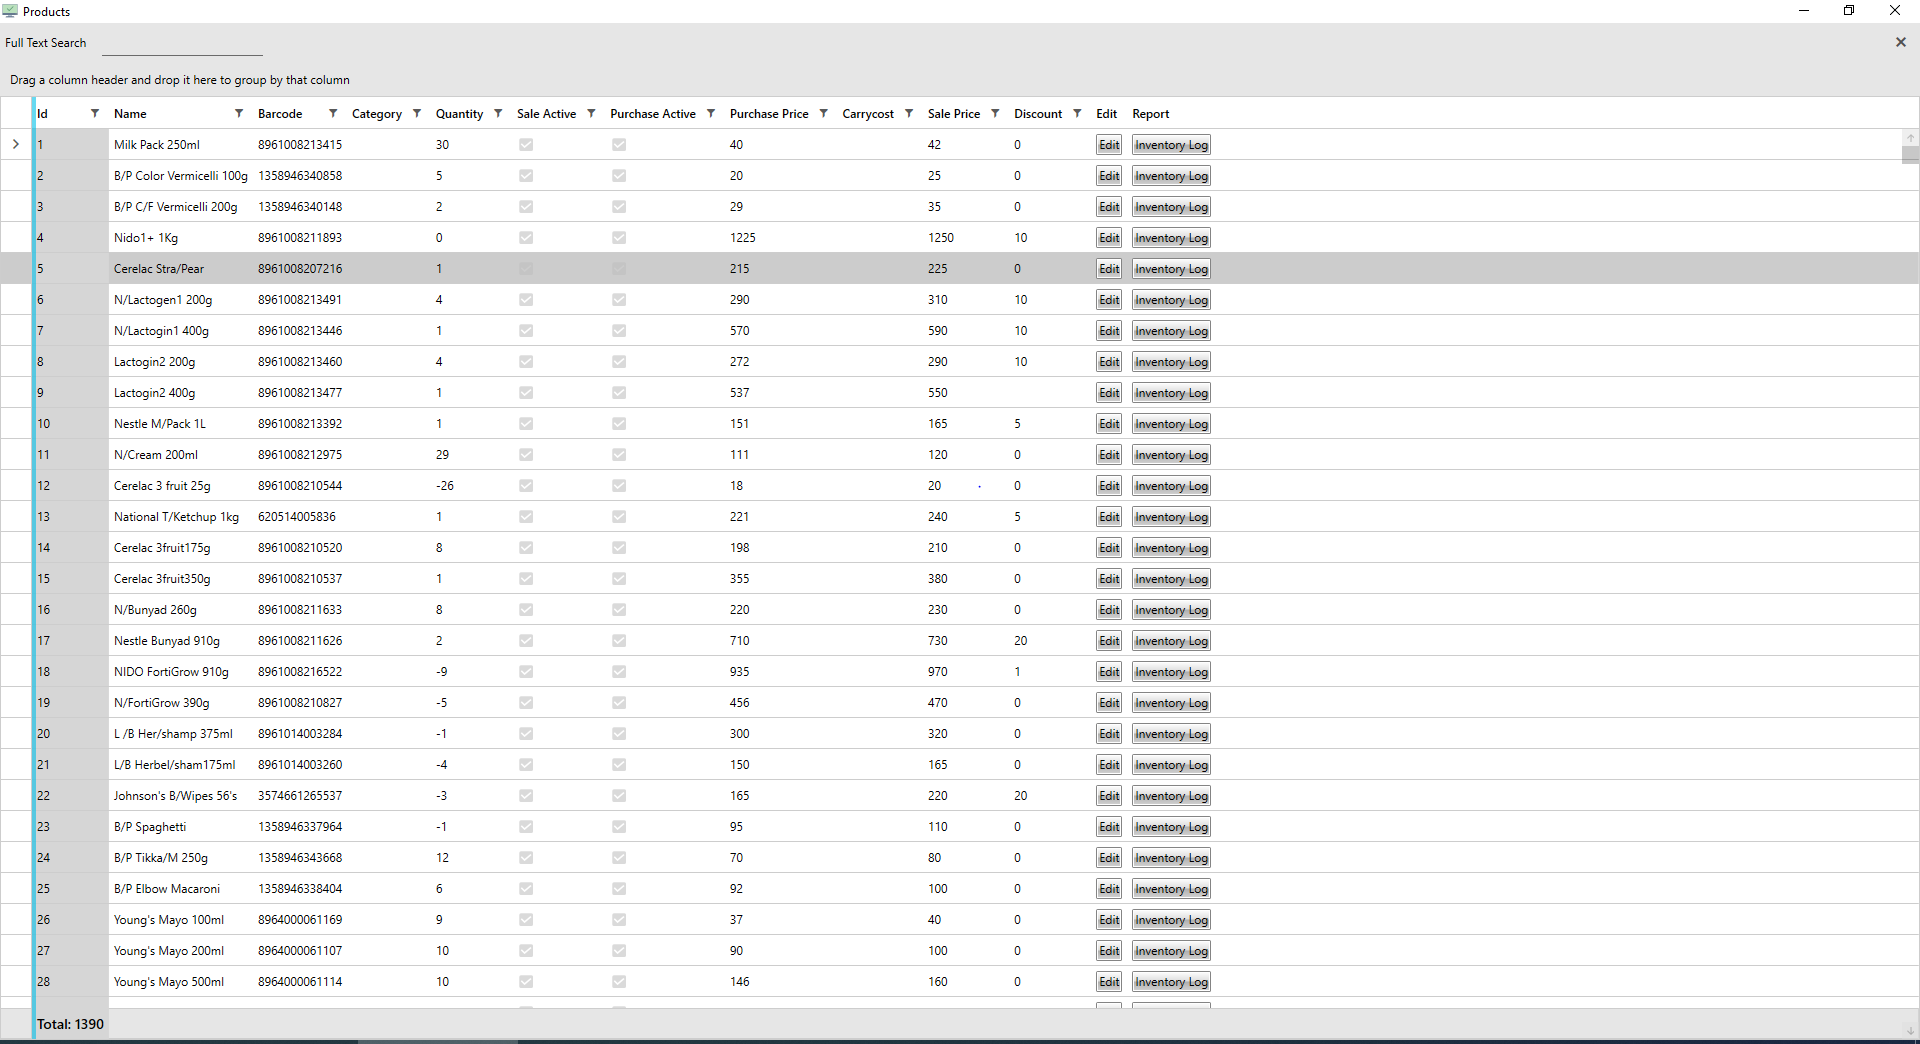 Products
Full Text Search
Drag a column header and drop it here to group by that column
Id Name Barcode Category Quantity Sale Active Purchase Active Purchase Price Carrycost Sale Price Discount Edit Report
1 Milk Pack 250ml 8961008213415 30 40 42 0 Edit Inventory Log
2 B/P Color Vermicelli 100g 1358946340858 5 20 25 0 Edit Inventory Log
3 B/P C/F Vermicelli 200g 1358946340148 2 29 35 0 Edit Inventory Log
4 Nido1+ 1Kg 8961008211893 0 1225 1250 10 Edit Inventory Log
5 Cerelac Stra/Pear 8961008207216 1 215 225 0 Edit Inventory Log
6 N/Lactogen1 200g 8961008213491 4 290 310 10 Edit Inventory Log
7 N/Lactogin1 400g 8961008213446 1 570 590 10 Edit Inventory Log
8 Lactogin2 200g 8961008213460 4 272 290 10 Edit Inventory Log
9 Lactogin2 400g 8961008213477 1 537 550 Edit Inventory Log
10 Nestle M/Pack 1L 8961008213392 1 151 165 5 Edit Inventory Log
11 N/Cream 200ml 8961008212975 29 111 120 0 Edit Inventory Log
12 Cerelac 3 fruit 25g 8961008210544 -26 18 20 0 Edit Inventory Log
13 National T/Ketchup 1kg 620514005836 1 221 240 5 Edit Inventory Log
14 Cerelac 3fruit175g 8961008210520 8 198 210 0 Edit Inventory Log
15 Cerelac 3fruit350g 8961008210537 1 355 380 0 Edit Inventory Log
16 N/Bunyad 260g 8961008211633 8 220 230 0 Edit Inventory Log
17 Nestle Bunyad 910g 8961008211626 2 710 730 20 Edit Inventory Log
18 NIDO FortiGrow 910g 8961008216522 -9 935 970 1 Edit Inventory Log
19 N/FortiGrow 390g 8961008210827 -5 456 470 0 Edit Inventory Log
20 L /B Her/shamp 375ml 8961014003284 -1 300 320 0 Edit Inventory Log
21 L/B Herbel/sham175ml 8961014003260 -4 150 165 0 Edit Inventory Log
22 Johnson's B/Wipes 56's 3574661265537 -3 165 220 20 Edit Inventory Log
23 B/P Spaghetti 1358946337964 -1 95 110 0 Edit Inventory Log
24 B/P Tikka/M 250g 1358946343668 12 70 80 0 Edit Inventory Log
25 B/P Elbow Macaroni 1358946338404 6 92 100 0 Edit Inventory Log
26 Young's Mayo 100ml 8964000061169 9 37 40 0 Edit Inventory Log
27 Young's Mayo 200ml 8964000061107 10 90 100 0 Edit Inventory Log
28 Young's Mayo 500ml 8964000061114 10 146 160 0 Edit Inventory Log
Total: 1390